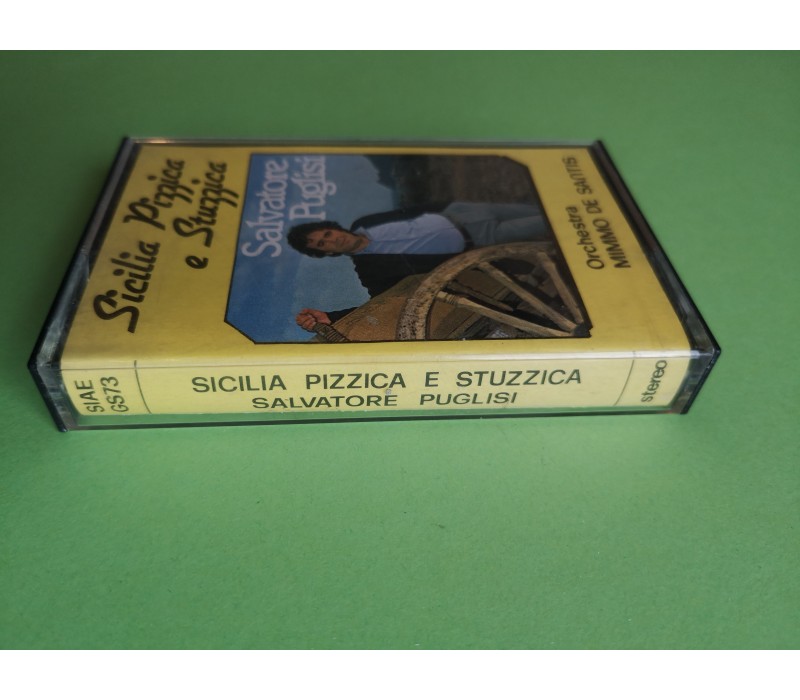 Sicilia Pizzica
e Stuzzica
Salvatore
Puglisi
Orchestra
MIMMO DE SANTIS
SIAE
GS73
SICILIA PIZZICA E STUZZICA
SALVATORE PUGLISI
stereo